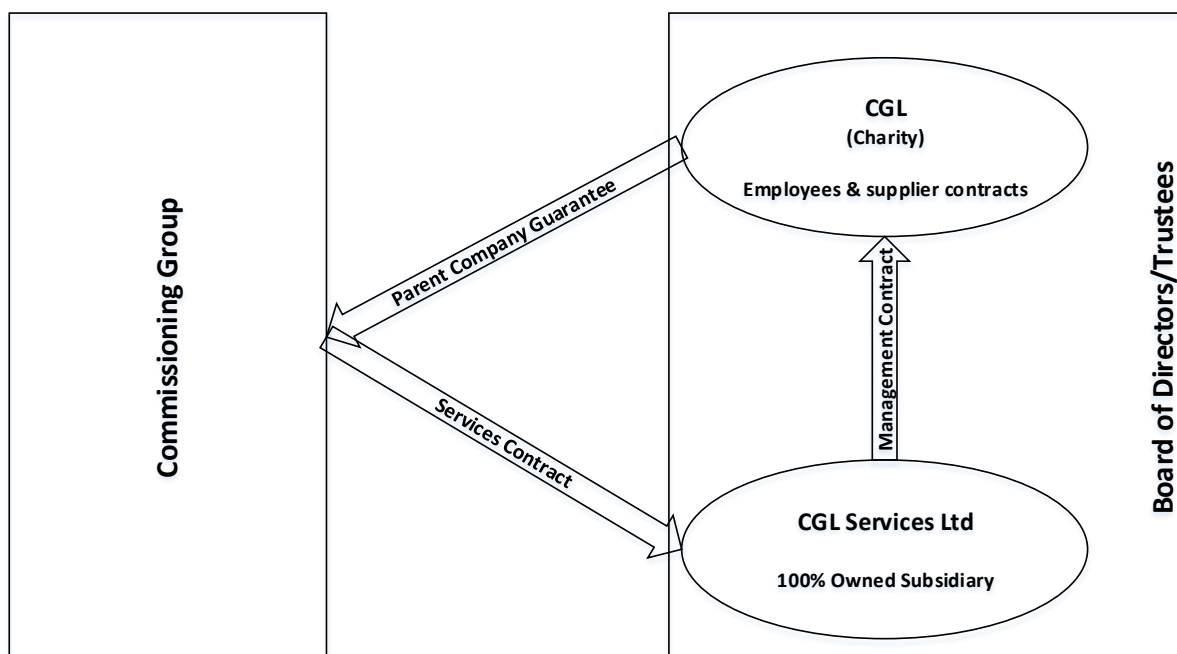 Commissioning Group
Parent Company Guarantee
Services Contract
CGL
(Charity)
Employees & supplier contracts
Management Contract
CGL Services Ltd
100% Owned Subsidiary
Board of Directors/Trustees